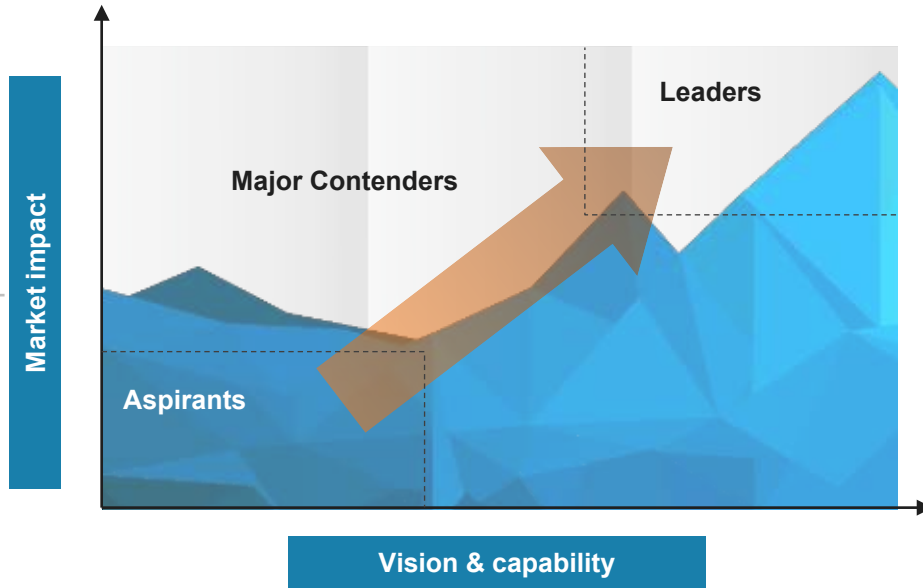 Leaders
Major Contenders
Market impact
Aspirants
Vision & capability